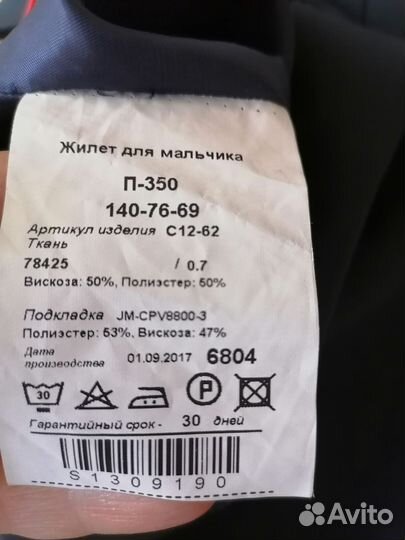 Жилет для мальчика
П-350
140-76-69
Артикул изделия C12-62
Ткань
78425 / 0.7
Вискоза: 50%, Полиэстер: 50%
Подкладка JM-CPV8800-3
Полиэстер: 53%, Вискоза: 47%
Дата производства 01.09.2017 6804
30 P
Гарантийный срок - 30 дней
S1309190
Avito